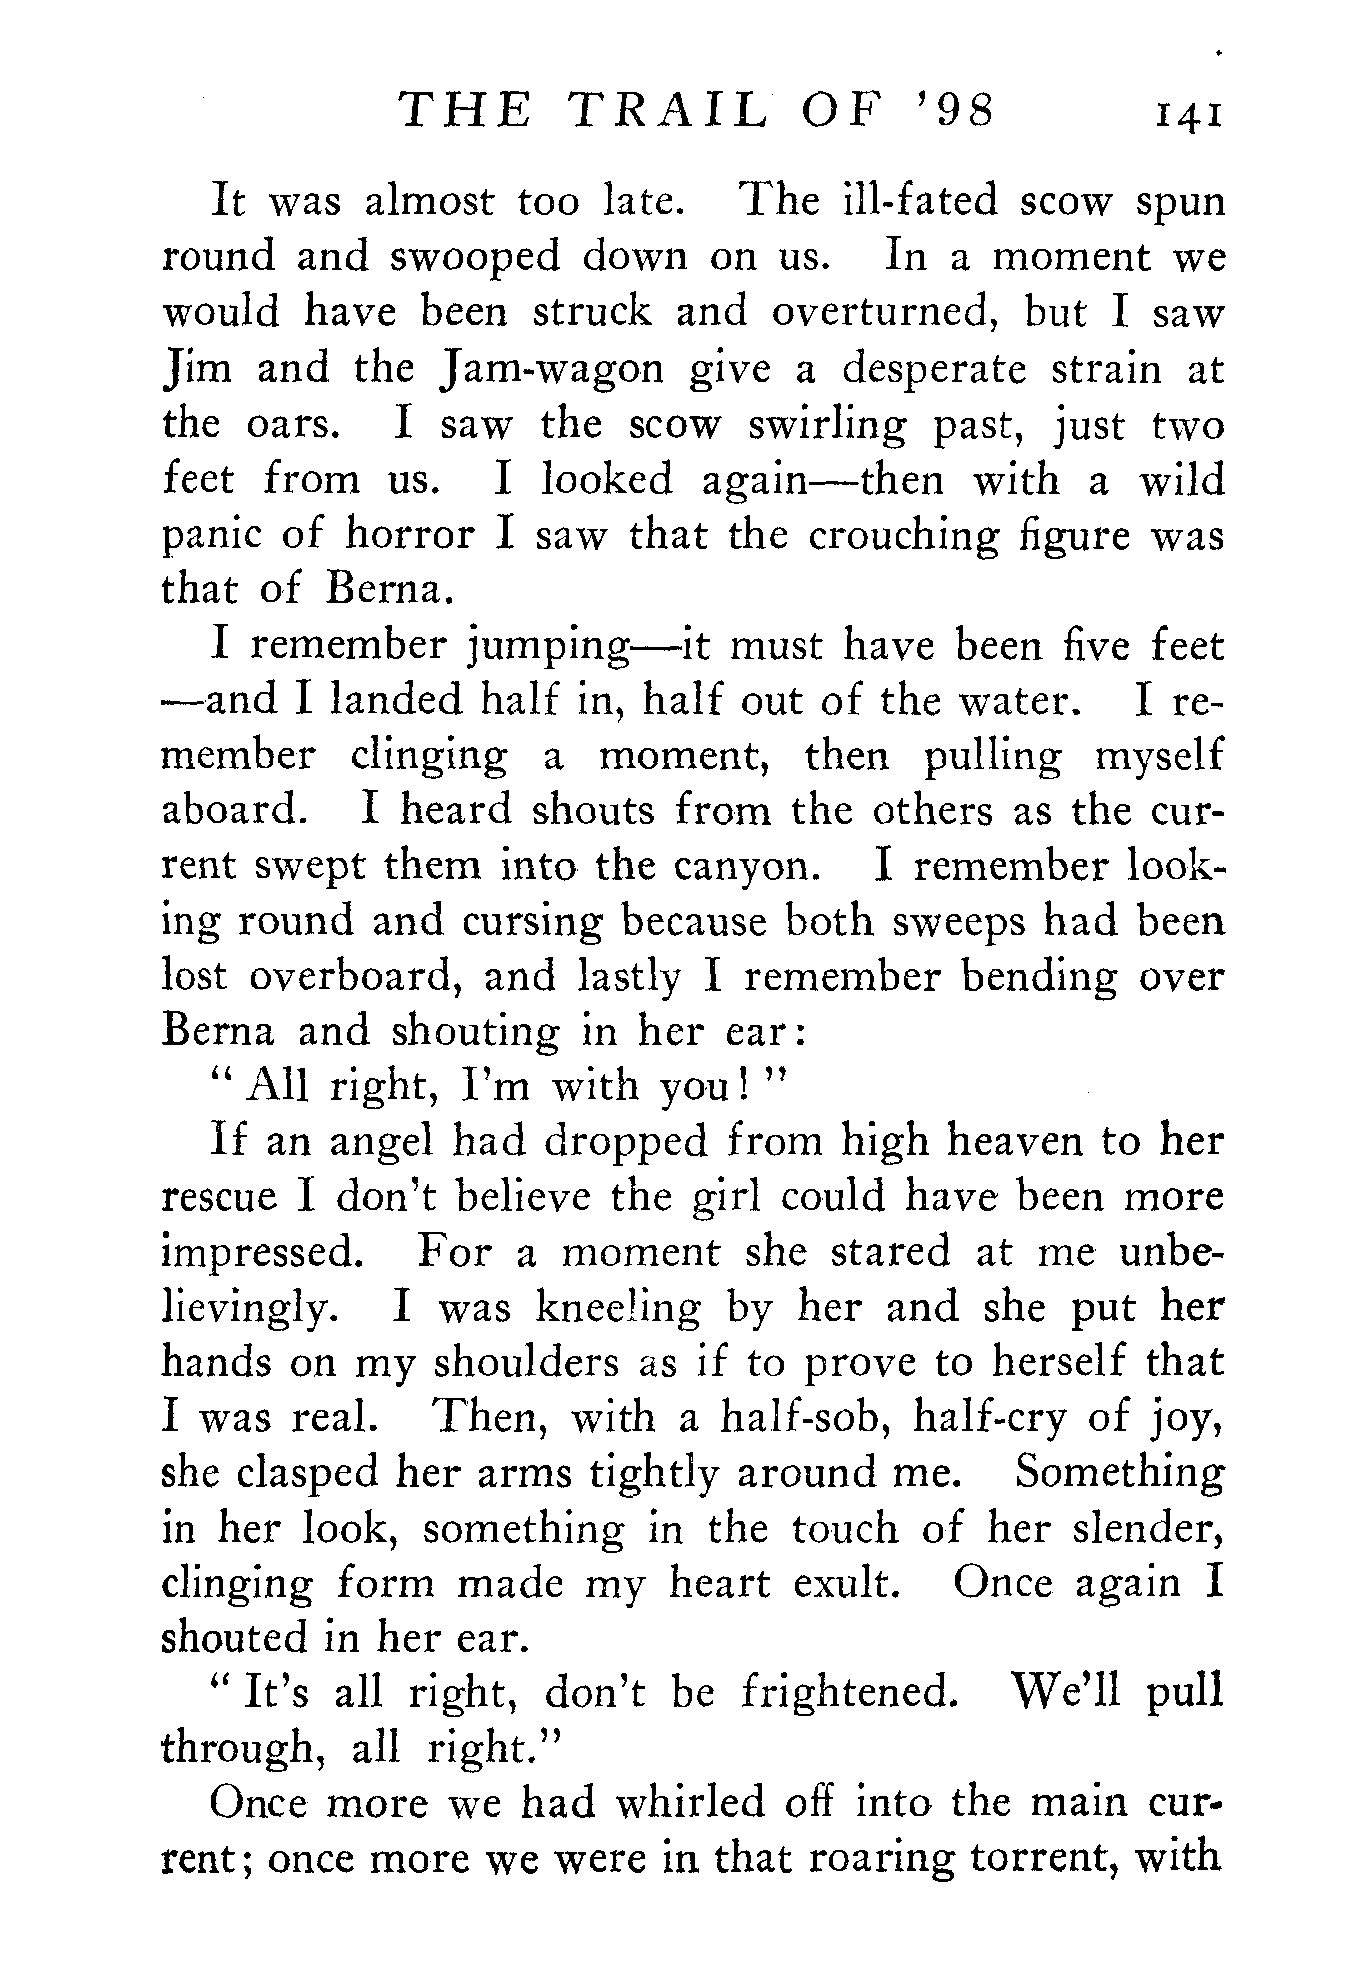 THE TRAIL OF '98 141
It was almost too late. The ill-fated scow spun
round and swooped down on us. In a moment we
would have been struck and overturned, but I saw
Jim and the Jam-wagon give a desperate strain at
the oars. I saw the scow swirling past, just two
feet from us. I looked again—then with a wild
panic of horror I saw that the crouching figure was
that of Berna.
I remember jumping—it must have been five feet
—and I landed half in, half out of the water. I re-
member clinging a moment, then pulling myself
aboard. I heard shouts from the others as the cur-
rent swept them into the canyon. I remember look-
ing round and cursing because both sweeps had been
lost overboard, and lastly I remember bending over
Berna and shouting in her ear:
“ All right, I’m with you! ”
If an angel had dropped from high heaven to her
rescue I don’t believe the girl could have been more
impressed. For a moment she stared at me unbe-
lievingly. I was kneeling by her and she put her
hands on my shoulders as if to prove to herself that
I was real. Then, with a half-sob, half-cry of joy,
she clasped her arms tightly around me. Something
in her look, something in the touch of her slender,
clinging form made my heart exult. Once again I
shouted in her ear.
“ It’s all right, don’t be frightened. We’ll pull
through, all right.”
Once more we had whirled off into the main cur-
rent; once more we were in that roaring torrent, with